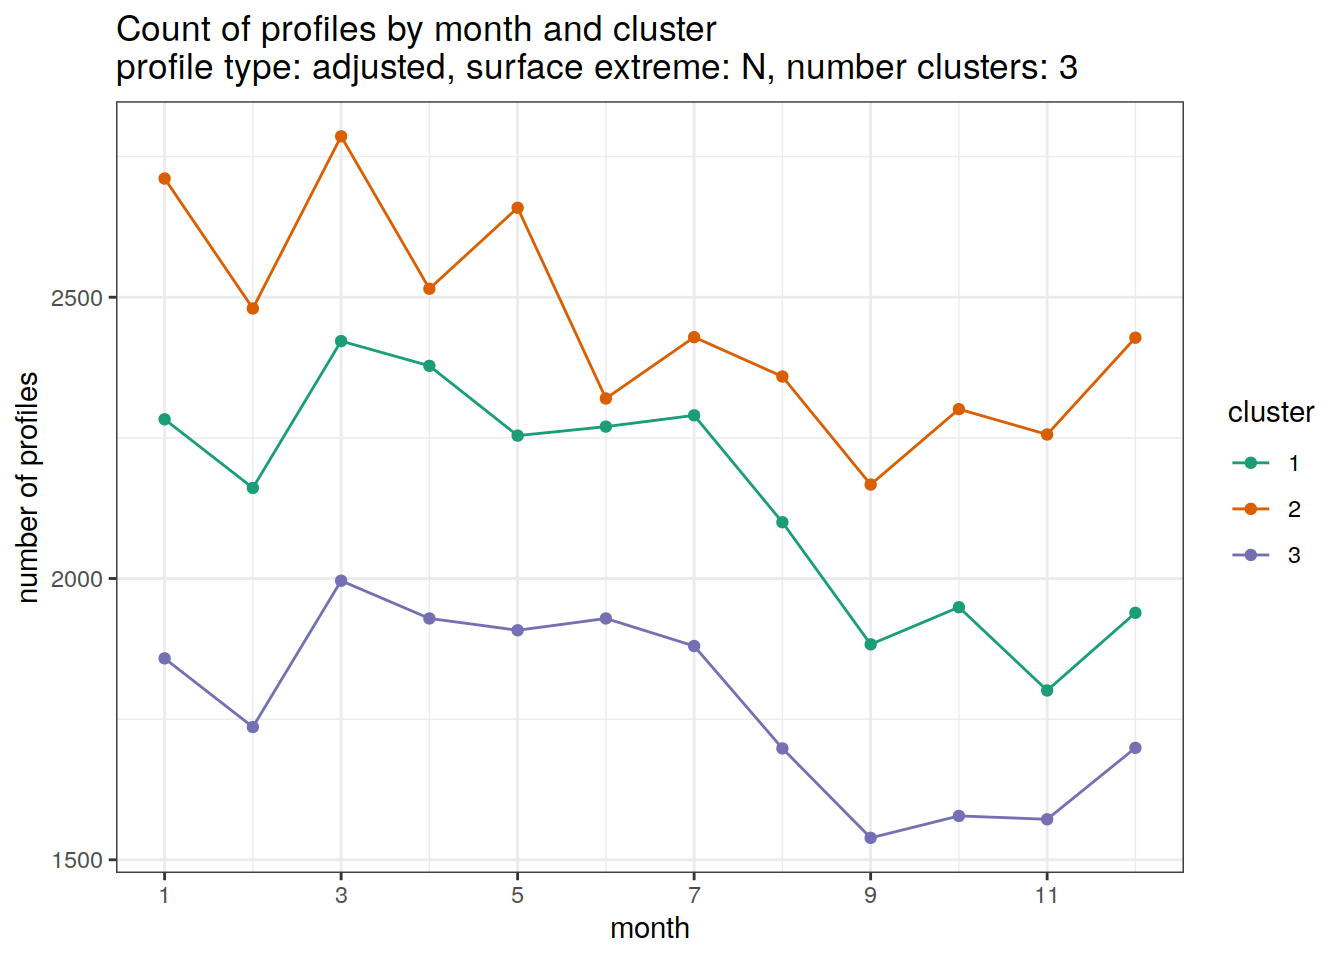 Count of profiles by month and cluster
profile type: adjusted, surface extreme: N, number clusters: 3
number of profiles
2500
2000
1500
1 3 5 7 9 11
month
cluster
1
2
3